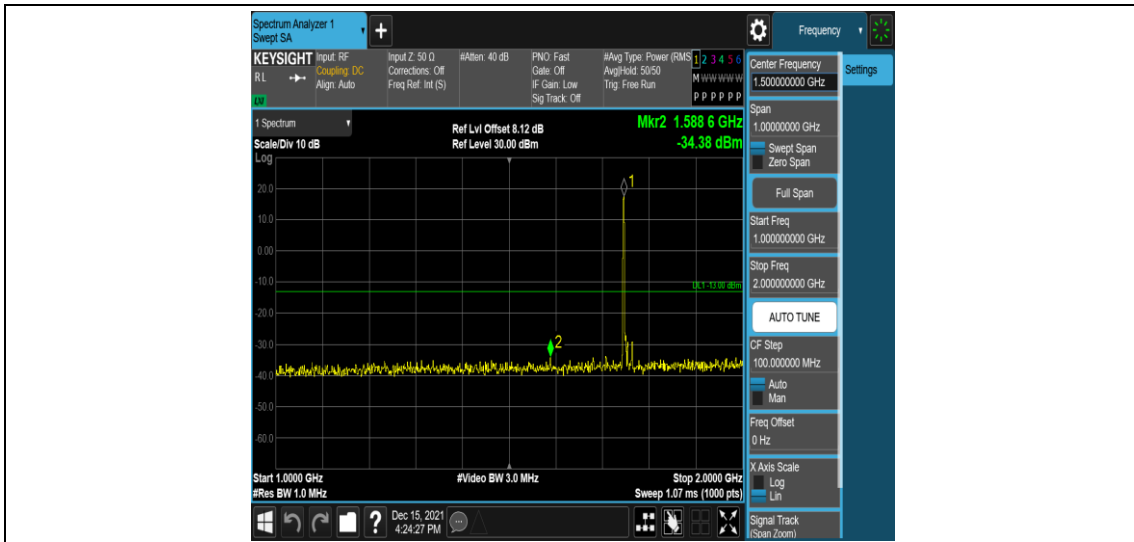 Spectrum Analyzer 1
Swept SA
+
Frequency
KEYSIGHT
RL
LXI
Input: RF
Coupling: DC
Align: Auto
Input Z: 50 Ω
Corrections: Off
Freq Ref: Int (S)
#Atten: 40 dB
PNO: Fast
Gate: Off
IF Gain: Low
Sig Track: Off
#Avg Type: Power (RMS
Avg|Hold: 50/50
Trig: Free Run
1 2 3 4 5 6
M W W W W W
P P P P P P
1 Spectrum
Scale/Div 10 dB
Ref Lvl Offset 8.12 dB
Ref Level 30.00 dBm
Mkr2 1.588 6 GHz
-34.38 dBm
Log
20.0
10.0
0.00
-10.0
-20.0
-30.0
-40.0
-50.0
-60.0
1
DL1 -13.00 dBm
2
Start 1.0000 GHz
#Res BW 1.0 MHz
#Video BW 3.0 MHz
Stop 2.0000 GHz
Sweep 1.07 ms (1000 pts)
Center Frequency
1.500000000 GHz
Settings
Span
1.00000000 GHz
Swept Span
Zero Span
Full Span
Start Freq
1.000000000 GHz
Stop Freq
2.000000000 GHz
AUTO TUNE
CF Step
100.000000 MHz
Auto
Man
Freq Offset
0 Hz
X Axis Scale
Log
Lin
Signal Track
(Span Zoom)
?
Dec 15, 2021
4:24:27 PM